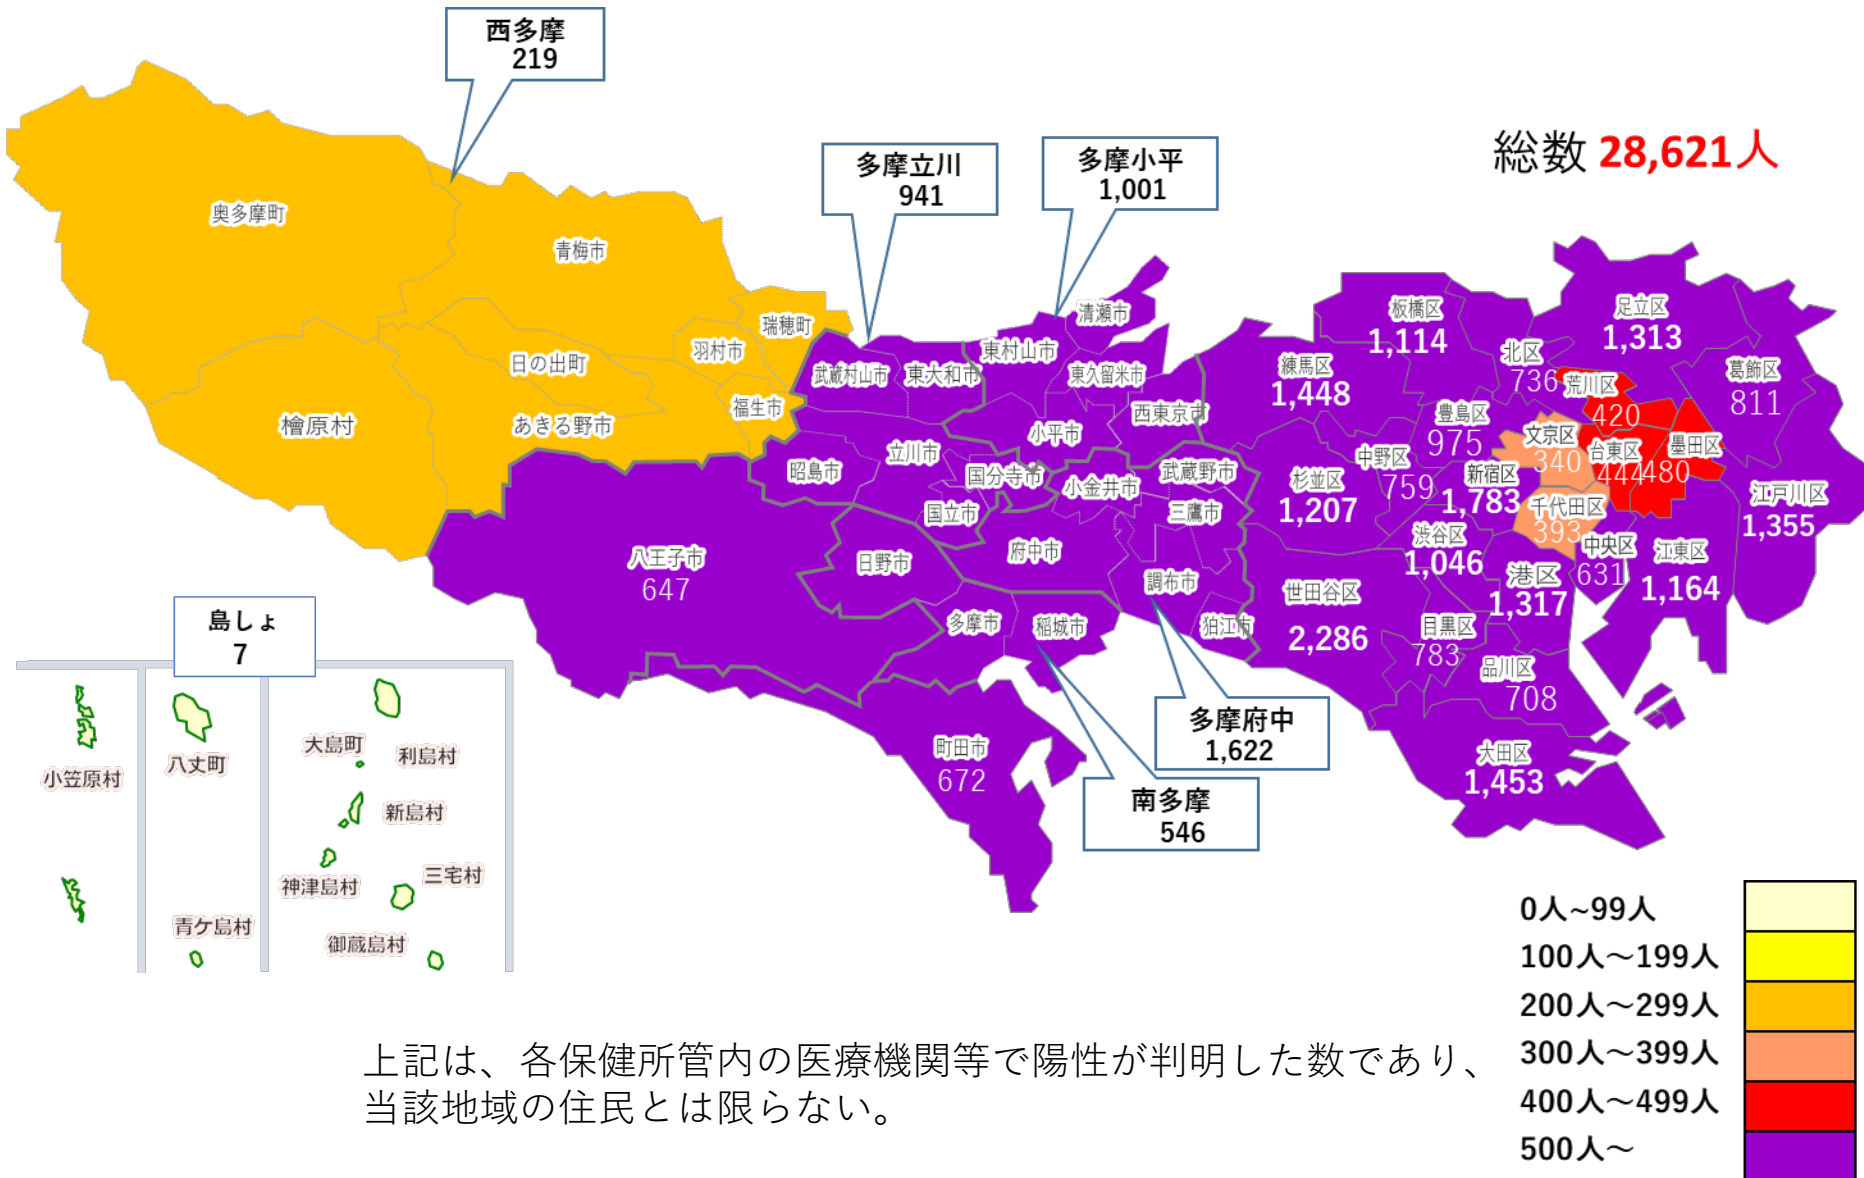 西多摩
219
多摩立川
941
多摩小平
1,001
総数 28,621人
奥多摩町
青梅市
瑞穂町
羽村市
日の出町
福生市
あきる野市
檜原村
清瀬市
東村山市
武蔵村山市
東大和市
東久留米市
西東京市
小平市
立川市
昭島市
国分寺市
小金井市
武蔵野市
国立市
三鷹市
府中市
日野市
八王子市
647
調布市
多摩市
稲城市
狛江市
町田市
672
板橋区
1,114
足立区
1,313
北区
736
荒川区
420
葛飾区
811
練馬区
1,448
豊島区
975
文京区
340
台東区
444
墨田区
480
中野区
759
新宿区
1,783
杉並区
1,207
千代田区
393
江戸川区
1,355
渋谷区
1,046
中央区
631
江東区
1,164
港区
1,317
世田谷区
2,286
目黒区
783
品川区
708
大田区
1,453
多摩府中
1,622
南多摩
546
島しょ
7
小笠原村
八丈町
大島町
利島村
新島村
神津島村
三宅村
青ケ島村
御蔵島村
0人~99人
100人～199人
200人～299人
300人～399人
400人～499人
500人～
上記は、各保健所管内の医療機関等で陽性が判明した数であり、
当該地域の住民とは限らない。